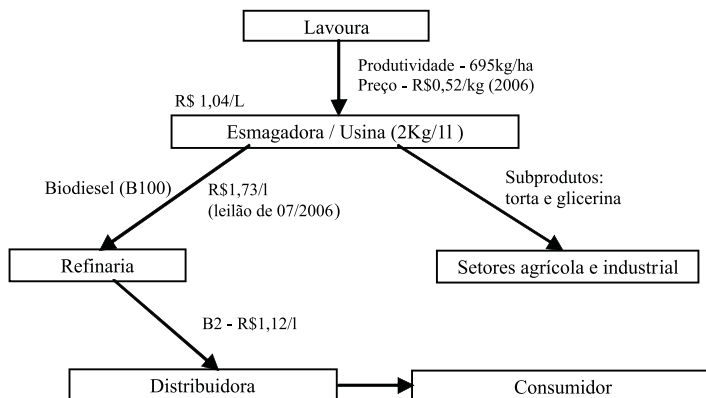 Lavoura
Produtividade - 695kg/ha
Preço - R$0,52/kg (2006)
R$ 1,04/L
Esmagadora / Usina (2Kg/1l )
Biodiesel (B100)
R$1,73/l
(leilão de 07/2006)
Subprodutos:
torta e glicerina
Refinaria
Setores agrícola e industrial
B2 - R$1,12/l
Distribuidora
Consumidor